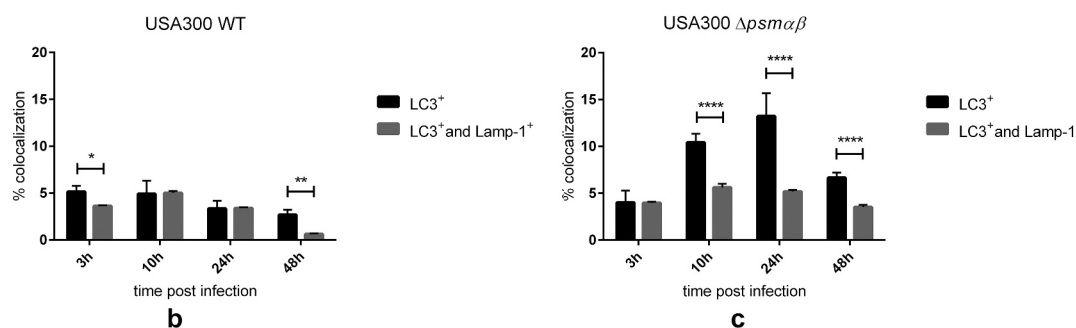 USA300 WT
20
15
10
5
0
% colocalization
*
**
3h
10h
24h
48h
time post infection
LC3+
LC3+and Lamp-1+
b
USA300 Δpsmαβ
20
15
10
5
0
% colocalization
****
****
****
3h
10h
24h
48h
time post infection
LC3+
LC3+and Lamp-1
c